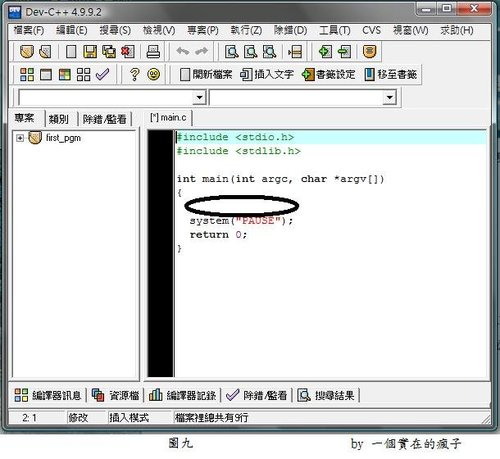 Dev-C++ 4.9.9.2
檔案(F) 編輯(E) 搜尋(S) 檢視(V) 專案(P) 執行(Z) 除錯(D) 工具(T) CVS 視窗(W) 求助(H)
開新檔案 插入文字 書籤設定 移至書籤
專案 類別 除錯/監看 [*] main.c
first_pgm
#include <stdio.h>
#include <stdlib.h>
int main(int argc, char *argv[])
{
system("PAUSE");
return 0;
}
編譯器訊息 資源檔 編譯器記錄 除錯/監看 搜尋結果
2: 1 修改 插入模式 檔案裡總共有9行
圖九 by 一個實在的瘋子